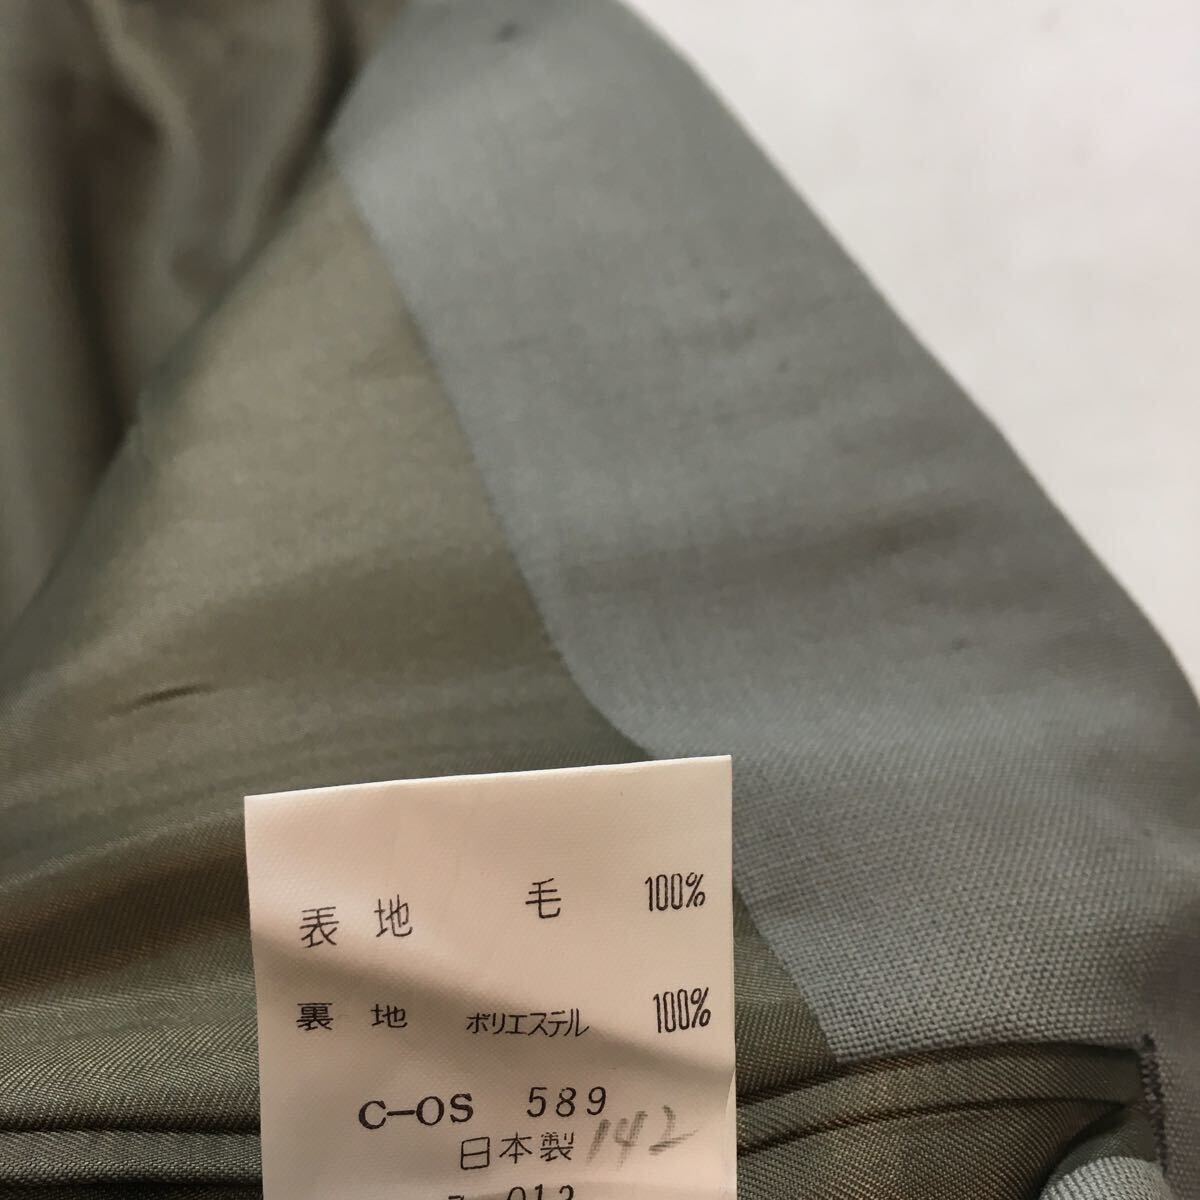 表地 毛 100%
裏地 ポリエステル 100%
C-OS 589
日本製 142
012